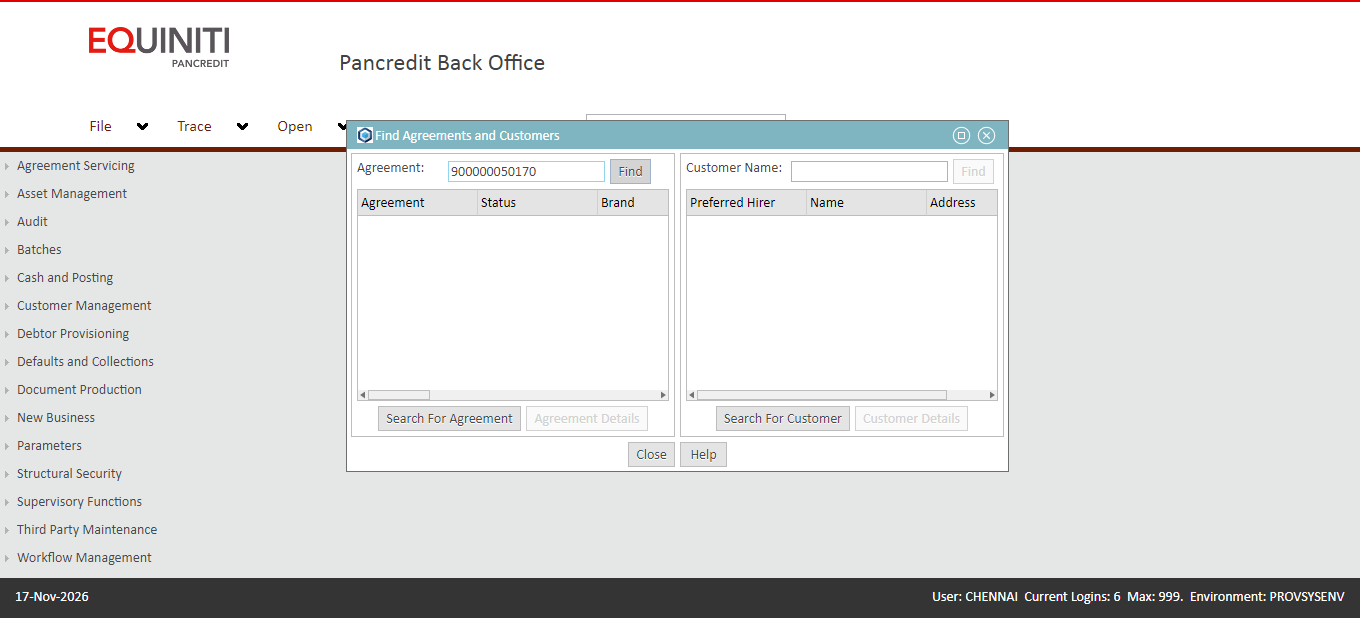 EQUINITI
PANCREDIT
Pancredit Back Office
File Trace Open
Find Agreements and Customers
Agreement: 900000050170 Find
Customer Name: Find
Agreement Status Brand
Preferred Hirer Name Address
Search For Agreement Agreement Details
Search For Customer Customer Details
Close Help
Agreement Servicing
Asset Management
Audit
Batches
Cash and Posting
Customer Management
Debtor Provisioning
Defaults and Collections
Document Production
New Business
Parameters
Structural Security
Supervisory Functions
Third Party Maintenance
Workflow Management
17-Nov-2026
User: CHENNAI Current Logins: 6 Max: 999. Environment: PROVSYSENV